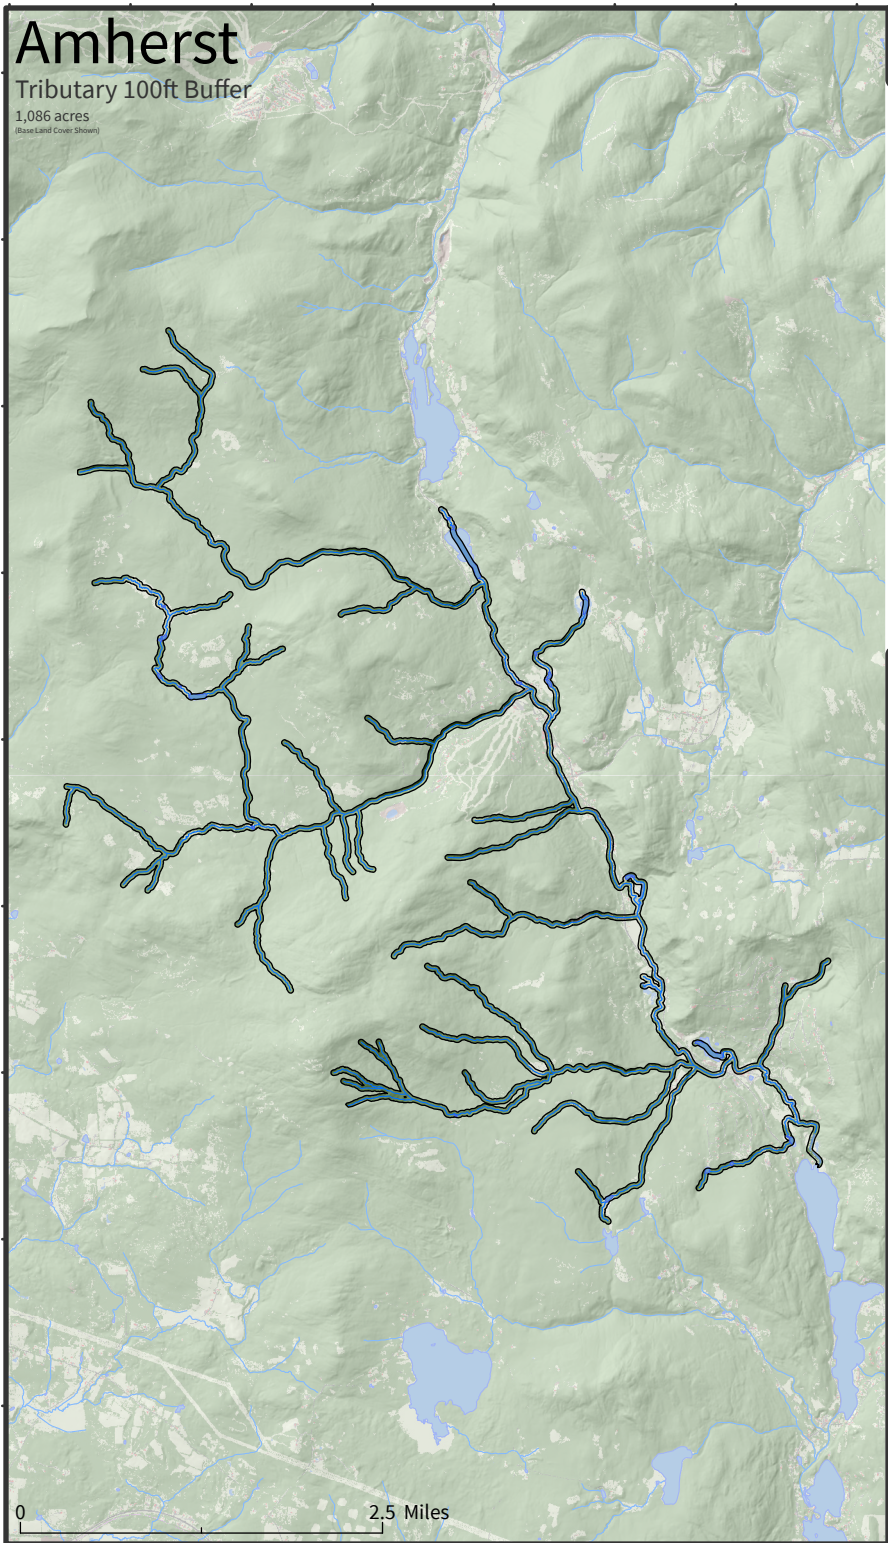 Amherst
Tributary 100ft Buffer
1,086 acres
(Base Land Cover Shown)
0 2.5 Miles